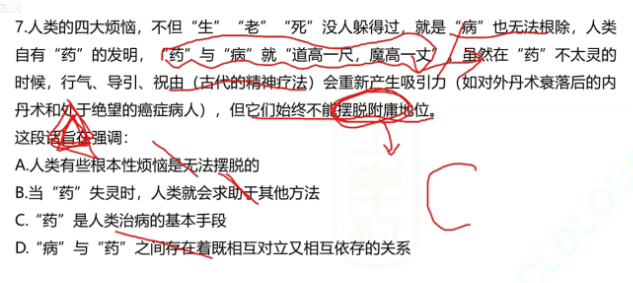 7.人类的四大烦恼，不但“生”“老”“死”没人躲得过，就是“病”也无法根除，人类
自有“药”的发明，“药”与“病”就“道高一尺，魔高一丈”。虽然在“药”不太灵的
时候，行气、导引、祝由（古代的精神疗法）会重新产生吸引力（如对外丹术衰落后的内
丹术和处于绝望的癌症病人），但它们始终不能摆脱附庸地位。
这段话旨在强调：
A.人类有些根本性烦恼是无法摆脱的
B.当“药”失灵时，人类就会求助于其他方法
C.“药”是人类治病的基本手段
D.“病”与“药”之间存在着既相互对立又相互依存的关系
C
CLDLOU